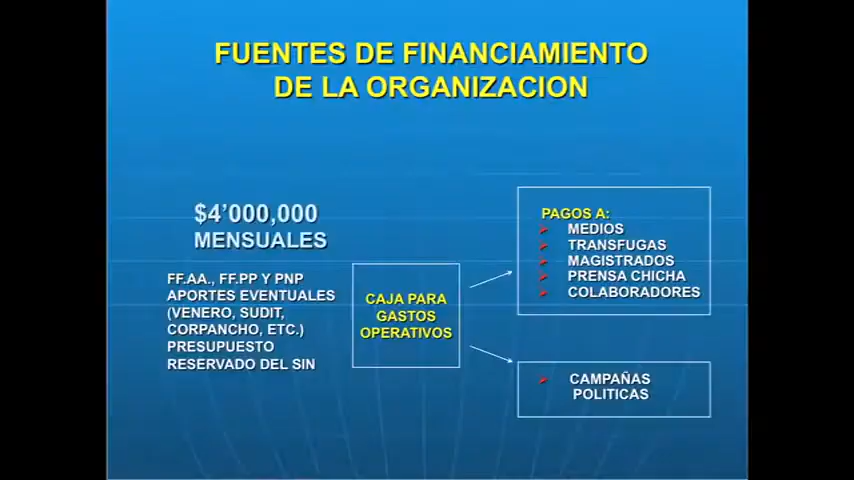 FUENTES DE FINANCIAMIENTO
DE LA ORGANIZACION
$4’000,000
MENSUALES
FF.AA., FF.PP Y PNP
APORTES EVENTUALES
(VENERO, SUDIT,
CORPANCHO, ETC.)
PRESUPUESTO
RESERVADO DEL SIN
CAJA PARA
GASTOS
OPERATIVOS
PAGOS A:
MEDIOS
TRANSFUGAS
MAGISTRADOS
PRENSA CHICHA
COLABORADORES
CAMPAÑAS
POLITICAS